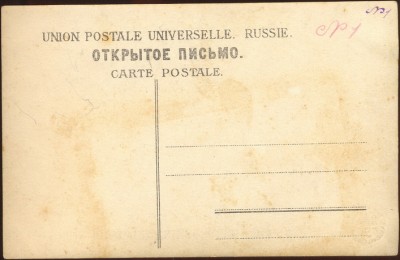 UNION POSTALE UNIVERSELLE. RUSSIE.
ОТКРЫТОЕ ПИСЬМО.
CARTE POSTALE.